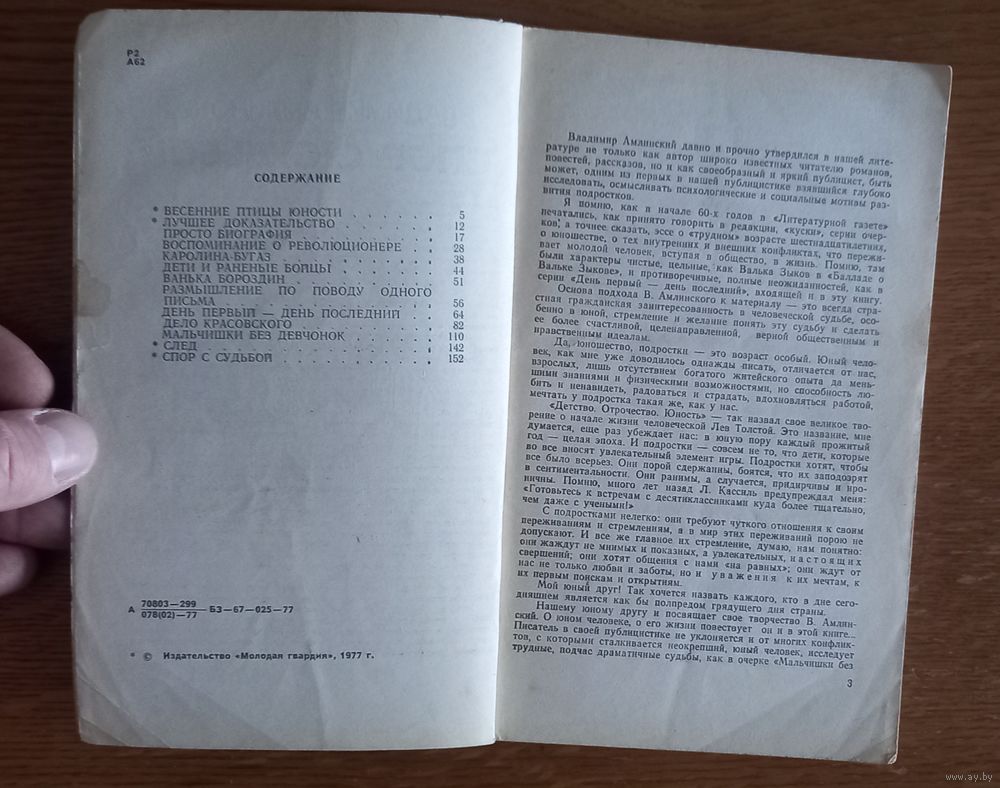 Р2
А62
СОДЕРЖАНИЕ
* ВЕСЕННИЕ ПТИЦЫ ЮНОСТИ . . . . . . . 5
* ЛУЧШЕЕ ДОКАЗАТЕЛЬСТВО . . . . . . . 12
ПРОСТО БИОГРАФИЯ . . . . . . . 17
ВОСПОМИНАНИЕ О РЕВОЛЮЦИОНЕРЕ . . 28
КАРОЛИНА-БУГАЗ . . . . . . . 38
ДЕТИ И РАНЕНЫЕ БОЙЦЫ . . . . . . . 44
ВАНЬКА БОРОЗДИН . . . . . . . 51
РАЗМЫШЛЕНИЕ ПО ПОВОДУ ОДНОГО
ПИСЬМА . . . . . . . 56
ДЕНЬ ПЕРВЫЙ — ДЕНЬ ПОСЛЕДНИЙ . . 64
ДЕЛО КРАСОВСКОГО . . . . . . . 82
МАЛЬЧИШКИ БЕЗ ДЕВЧОНОК . . . . . . . 110
* СЛЕД . . . . . . . 142
* СПОР С СУДЬБОЙ . . . . . . . 152
А 70803—299 БЗ—67—025—77
078(02)—77
* © Издательство «Молодая гвардия», 1977 г.
Владимир Амлинский давно и прочно утвердился в нашей лите-
ратуре не только как автор широко известных читателю романов,
повестей, рассказов, но и как своеобразный и яркий публицист, быть
может, одним из первых в нашей публицистике взявшийся глубоко
исследовать, осмысливать психологические и социальные мотивы раз-
вития подростков.
Я помню, как в начале 60-х годов в «Литературной газете»
печатались, как принято говорить в редакции, «куски», серии очер-
ков, а точнее сказать, эссе о «трудном» возрасте шестнадцатилетних,
о юношестве, о тех внутренних и внешних конфликтах, что пережи-
вает молодой человек, вступая в общество, в жизнь. Помню, там
были характеры чистые, цельные, как Валька Зыков в «Балладе о
Вальке Зыкове», и противоречивые, полные неожиданностей, как в
серии «День первый — день последний», входящей и в эту книгу.
Основа подхода В. Амлинского к материалу — это всегда стра-
стная гражданская заинтересованность в человеческой судьбе, осо-
бенно в юной, стремление и желание понять эту судьбу и сделать
ее более счастливой, целенаправленной, верной общественным и
нравственным идеалам.
Да, юношество, подростки — это возраст особый. Юный чело-
век, как мне уже доводилось однажды писать, отличается от нас,
взрослых, лишь отсутствием богатого житейского опыта да мень-
шими знаниями и физическими возможностями, но способность лю-
бить и ненавидеть, радоваться и страдать, вдохновляться работой,
мечтать у подростка такая же, как у нас.
«Детство. Отрочество. Юность» — так назвал свое великое тво-
рение о начале жизни человеческой Лев Толстой. Это название, мне
думается, еще раз убеждает нас: в юную пору каждый прожитый
год — целая эпоха. И подростки — совсем не то, что дети, которые
во все вносят увлекательный элемент игры. Подростки хотят, чтобы
все было всерьез. Они порой сдержанны, боятся, что их заподозрят
в сентиментальности. Они ранимы, а случается, придирчивы и иро-
ничны. Помню, много лет назад Л. Кассиль предупреждал меня:
«Готовьтесь к встречам с десятиклассниками куда более тщательно,
чем даже с учеными!»
С подростками нелегко: они требуют чуткого отношения к своим
переживаниям и стремлениям, а в мир этих переживаний порою не
допускают. И все же главное их стремление, думаю, нам понятно:
они жаждут не мнимых и показных, а увлекательных, настоящих
свершений; они хотят общения с нами «на равных»; они ждут от
нас не только любви и заботы, но и уважения к их мечтам, к
их первым поискам и открытиям.
Мой юный друг! Так хочется назвать каждого, кто в дне сего-
дняшнем является как бы полпредом грядущего дня страны.
Нашему юному другу и посвящает свое творчество В. Амлин-
ский. О юном человеке, о его жизни повествует он и в этой книге...
Писатель в своей публицистике не уклоняется и от многих конфлик-
тов, с которыми сталкивается неокрепший, юный человек, исследует
трудные, подчас драматичные судьбы, как в очерке «Мальчишки без
3
www.ay.by